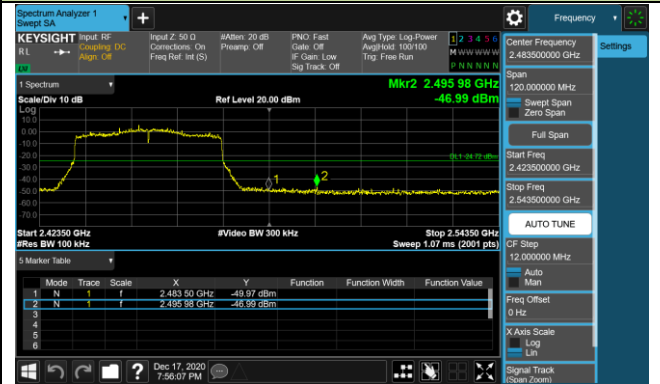 Spectrum Analyzer 1
Swept SA
+
Frequency
KEYSIGHT
RL
Input: RF
Coupling: DC
Align: Off
Input Z: 50 Ω
Corrections: On
Freq Ref: Int (S)
#Atten: 20 dB
Preamp: Off
PNO: Fast
Gate: Off
IF Gain: Low
Sig Track: Off
Avg Type: Log-Power
Avg|Hold: 100/100
Trig: Free Run
1 2 3 4 5 6
M W W W W W
P N N N N N
1 Spectrum
Mkr2 2.495 98 GHz
-46.99 dBm
Scale/Div 10 dB
Ref Level 20.00 dBm
Log
10.0
0.00
-10.0
-20.0
-30.0
-40.0
-50.0
-60.0
-70.0
DL1 -24.72 dBm
1
2
Start 2.42350 GHz
#Res BW 100 kHz
#Video BW 300 kHz
Stop 2.54350 GHz
Sweep 1.07 ms (2001 pts)
5 Marker Table
Mode Trace Scale X Y Function Function Width Function Value
1 N 1 f 2.483 50 GHz -49.97 dBm
2 N 1 f 2.495 98 GHz -46.99 dBm
3
4
5
6
Dec 17, 2020
7:56:07 PM
Center Frequency
2.483500000 GHz
Span
120.000000 MHz
Swept Span
Zero Span
Full Span
Start Freq
2.423500000 GHz
Stop Freq
2.543500000 GHz
AUTO TUNE
CF Step
12.000000 MHz
Auto
Man
Freq Offset
0 Hz
X Axis Scale
Log
Lin
Signal Track
(Span Zoom)
Settings